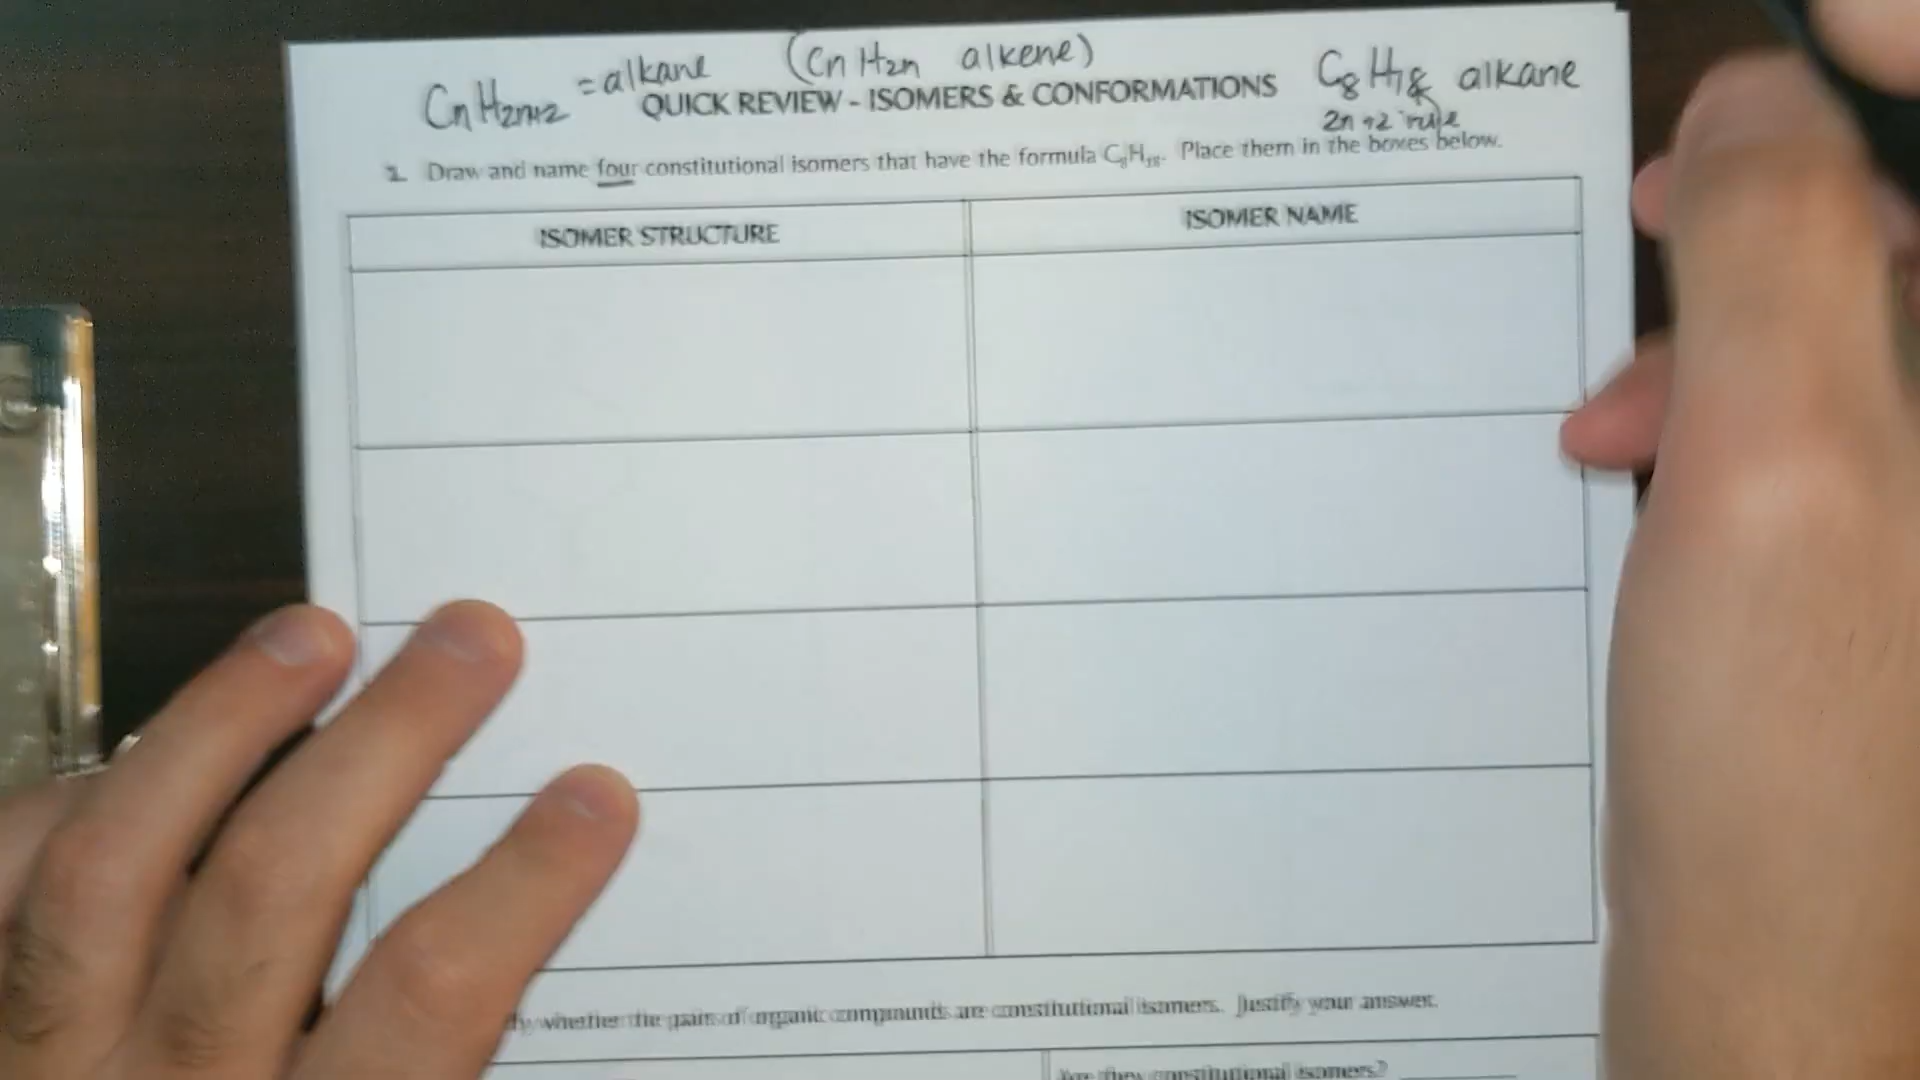 CnH2n+2 = alkane (CnH2n alkene) C8H18 alkane
QUICK REVIEW - ISOMERS & CONFORMATIONS
2n+2 rule
1. Draw and name four constitutional isomers that have the formula C8H18. Place them in the boxes below.
ISOMER STRUCTURE ISOMER NAME
whether the pairs of organic compounds are constitutional isomers. Justify your answer.
Are they constitutional isomers?